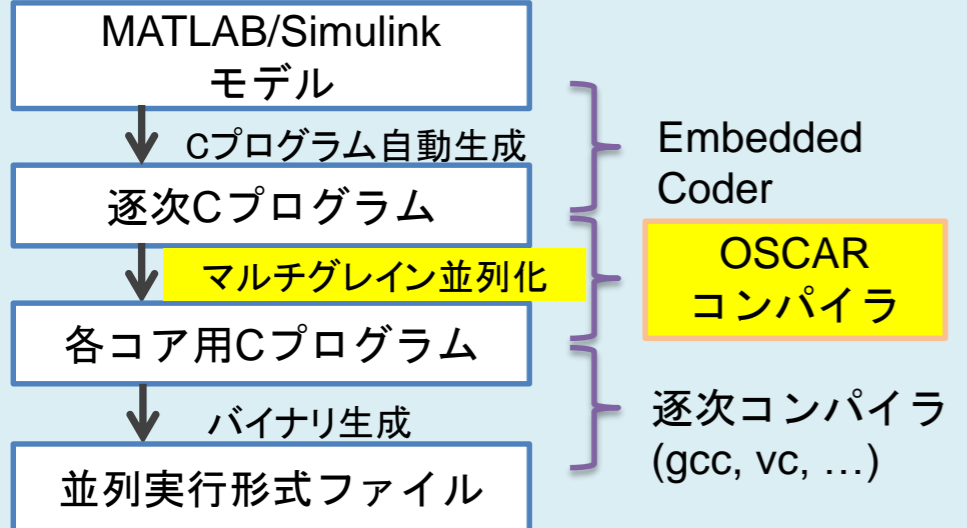 MATLAB/Simulink
モデル
Cプログラム自動生成
Embedded
Coder
逐次Cプログラム
マルチグレイン並列化
OSCAR
コンパイラ
各コア用Cプログラム
バイナリ生成
逐次コンパイラ
(gcc, vc, …)
並列実行形式ファイル